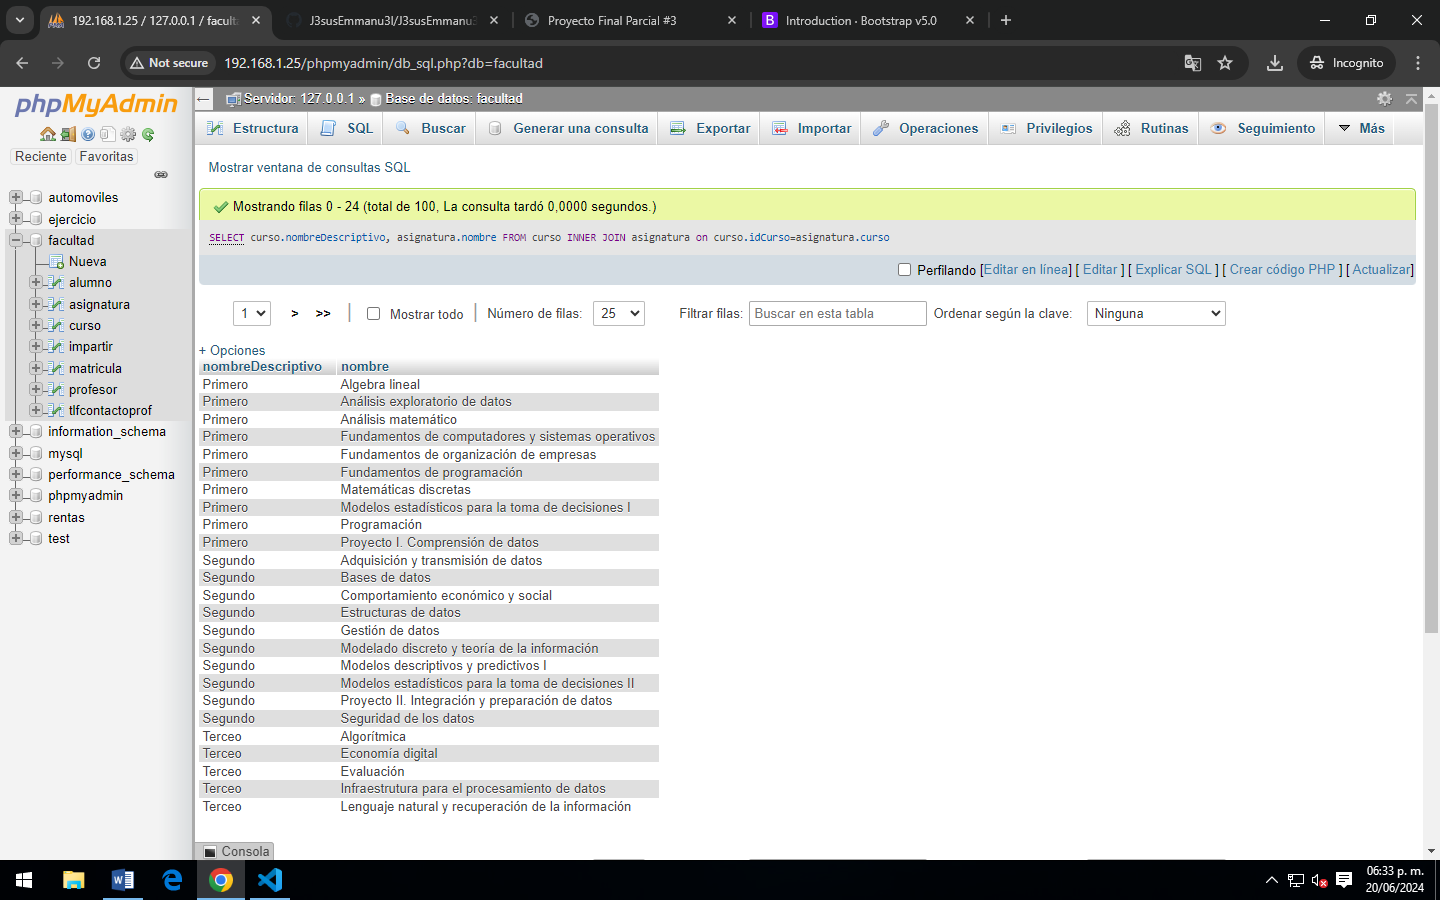 192.168.1.25 / 127.0.0.1 / facult
J3susEmmanu3l/J3susEmmanu3
Proyecto Final Parcial #3
Introduction · Bootstrap v5.0
Not secure
192.168.1.25/phpmyadmin/db_sql.php?db=facultad
Incognito
phpMyAdmin
Reciente
Favoritas
automoviles
ejercicio
facultad
Nueva
alumno
asignatura
curso
impartir
matricula
profesor
tlfcontactoprof
information_schema
mysql
performance_schema
phpmyadmin
rentas
test
Servidor: 127.0.0.1 » Base de datos: facultad
Estructura SQL Buscar Generar una consulta Exportar Importar Operaciones Privilegios Rutinas Seguimiento Más
Mostrar ventana de consultas SQL
Mostrando filas 0 - 24 (total de 100, La consulta tardó 0,0000 segundos.)
SELECT curso.nombreDescriptivo, asignatura.nombre FROM curso INNER JOIN asignatura on curso.idCurso=asignatura.curso
Perfilando [Editar en línea] [ Editar ] [ Explicar SQL ] [ Crear código PHP ] [ Actualizar]
1 > >> | Mostrar todo | Número de filas: 25 Filtrar filas: Buscar en esta tabla Ordenar según la clave: Ninguna
+ Opciones
nombreDescriptivo nombre
Primero Algebra lineal
Primero Análisis exploratorio de datos
Primero Análisis matemático
Primero Fundamentos de computadores y sistemas operativos
Primero Fundamentos de organización de empresas
Primero Fundamentos de programación
Primero Matemáticas discretas
Primero Modelos estadísticos para la toma de decisiones I
Primero Programación
Primero Proyecto I. Comprensión de datos
Segundo Adquisición y transmisión de datos
Segundo Bases de datos
Segundo Comportamiento económico y social
Segundo Estructuras de datos
Segundo Gestión de datos
Segundo Modelado discreto y teoría de la información
Segundo Modelos descriptivos y predictivos I
Segundo Modelos estadísticos para la toma de decisiones II
Segundo Proyecto II. Integración y preparación de datos
Segundo Seguridad de los datos
Terceo Algorítmica
Terceo Economía digital
Terceo Evaluación
Terceo Infraestrutura para el procesamiento de datos
Terceo Lenguaje natural y recuperación de la información
Consola
06:33 p. m.
20/06/2024